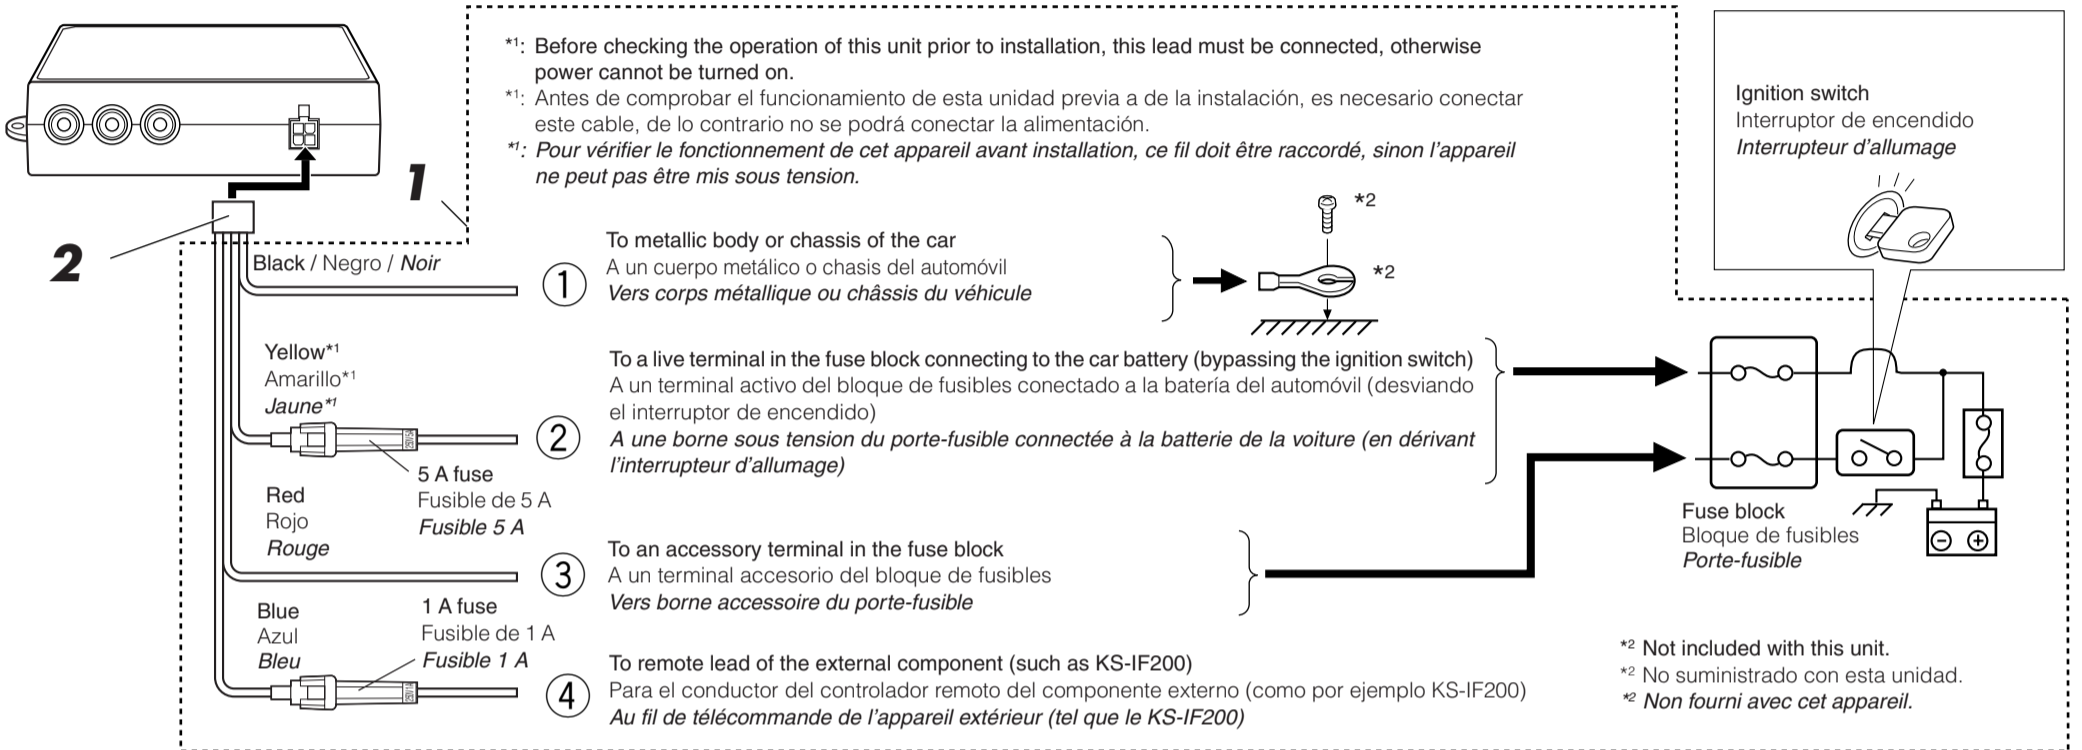 *1: Before checking the operation of this unit prior to installation, this lead must be connected, otherwise
power cannot be turned on.
*1: Antes de comprobar el funcionamiento de esta unidad previa a de la instalación, es necesario conectar
este cable, de lo contrario no se podrá conectar la alimentación.
*1: Pour vérifier le fonctionnement de cet appareil avant installation, ce fil doit être raccordé, sinon l'appareil
ne peut pas être mis sous tension.
Ignition switch
Interruptor de encendido
Interrupteur d'allumage
1
2
Black / Negro / Noir
1
To metallic body or chassis of the car
A un cuerpo metálico o chasis del automóvil
Vers corps métallique ou châssis du véhicule
*2
*2
Yellow*1
Amarillo*1
Jaune*1
5 A fuse
Fusible de 5 A
Fusible 5 A
2
To a live terminal in the fuse block connecting to the car battery (bypassing the ignition switch)
A un terminal activo del bloque de fusibles conectado a la batería del automóvil (desviando
el interruptor de encendido)
A une borne sous tension du porte-fusible connectée à la batterie de la voiture (en dérivant
l'interrupteur d'allumage)
Red
Rojo
Rouge
3
To an accessory terminal in the fuse block
A un terminal accesorio del bloque de fusibles
Vers borne accessoire du porte-fusible
Fuse block
Bloque de fusibles
Porte-fusible
Blue
Azul
Bleu
1 A fuse
Fusible de 1 A
Fusible 1 A
4
To remote lead of the external component (such as KS-IF200)
Para el conductor del controlador remoto del componente externo (como por ejemplo KS-IF200)
Au fil de télécommande de l'appareil extérieur (tel que le KS-IF200)
*2 Not included with this unit.
*2 No suministrado con esta unidad.
*2 Non fourni avec cet appareil.